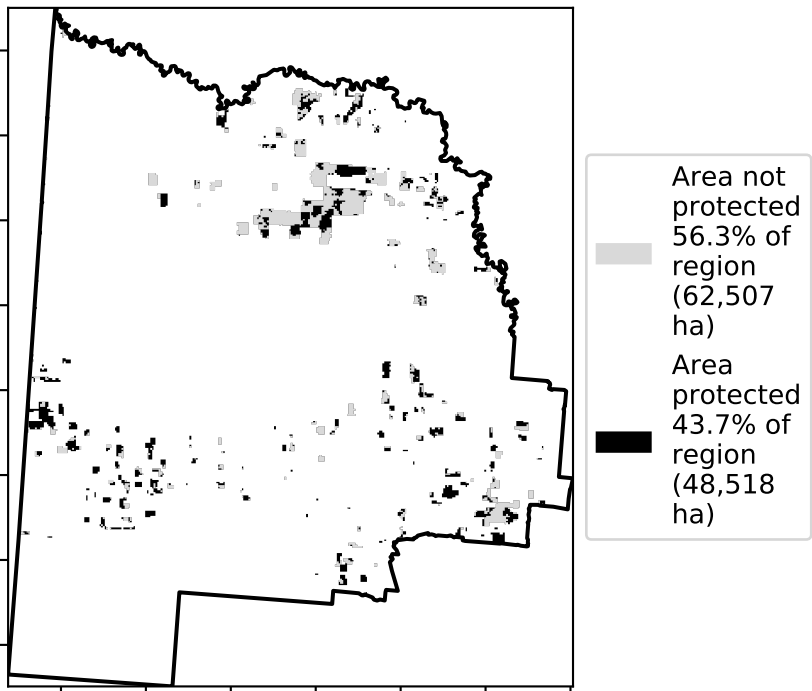 Area not
protected
56.3% of
region
(62,507
ha)
Area
protected
43.7% of
region
(48,518
ha)